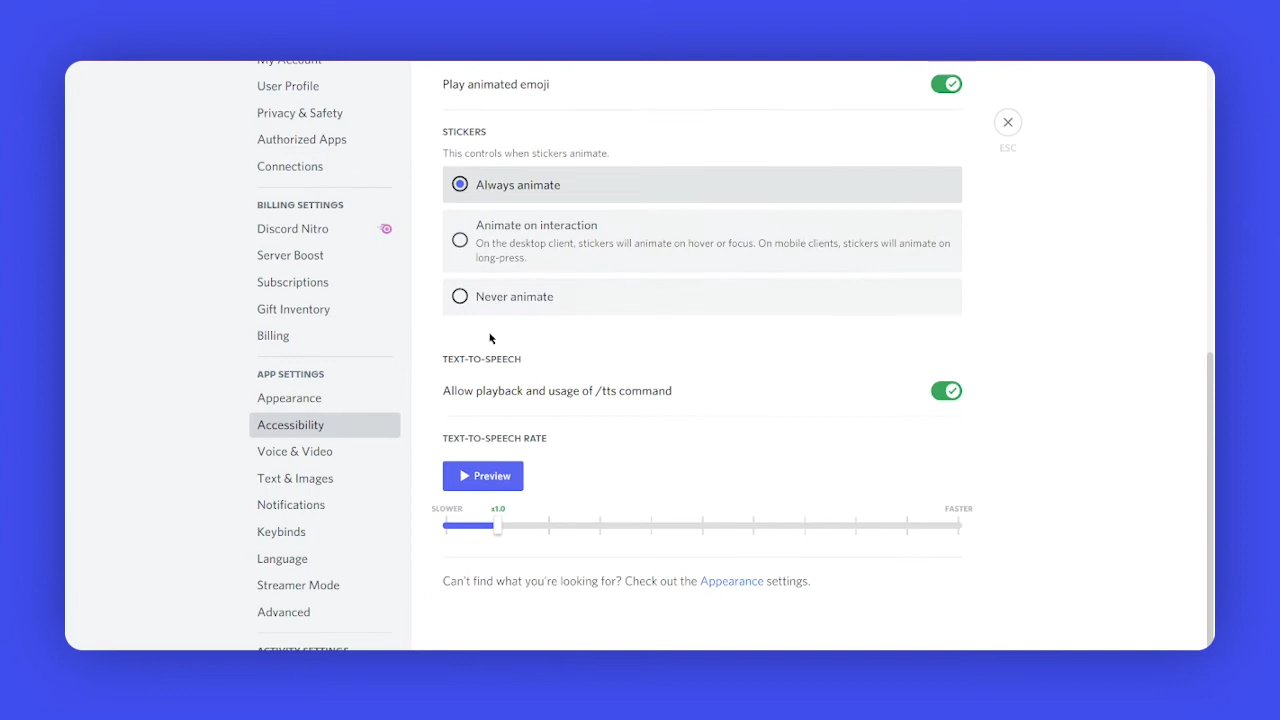 My Account
User Profile
Privacy & Safety
Authorized Apps
Connections
BILLING SETTINGS
Discord Nitro
Server Boost
Subscriptions
Gift Inventory
Billing
APP SETTINGS
Appearance
Accessibility
Voice & Video
Text & Images
Notifications
Keybinds
Language
Streamer Mode
Advanced
ACTIVITY SETTINGS
Play animated emoji
STICKERS
This controls when stickers animate.
Always animate
Animate on interaction
On the desktop client, stickers will animate on hover or focus. On mobile clients, stickers will animate on
long-press.
Never animate
TEXT-TO-SPEECH
Allow playback and usage of /tts command
TEXT-TO-SPEECH RATE
Preview
SLOWER x1.0 FASTER
Can't find what you're looking for? Check out the Appearance settings.
ESC